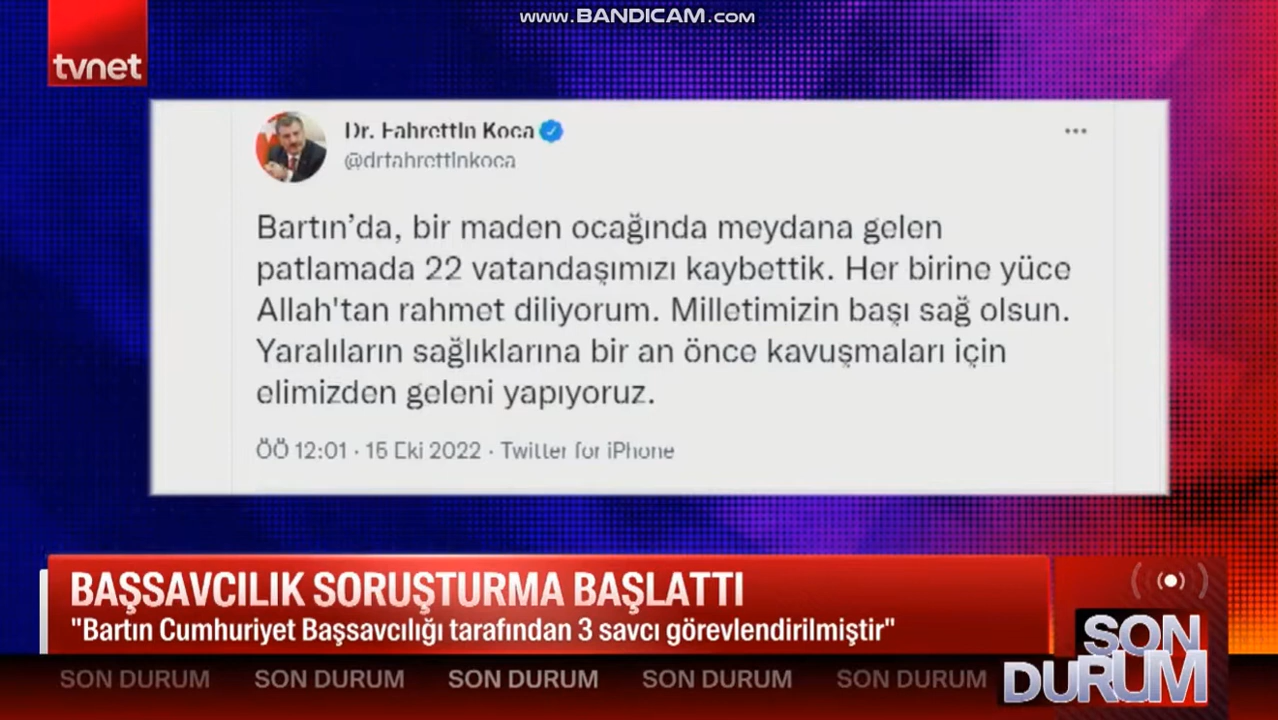 www.BANDICAM.com
tvnet
Dr. Fahrettin Koca
@drfahrettinkoca
Bartın’da, bir maden ocağında meydana gelen
patlamada 22 vatandaşımızı kaybettik. Her birine yüce
Allah'tan rahmet diliyorum. Milletimizin başı sağ olsun.
Yaralıların sağlıklarına bir an önce kavuşmaları için
elimizden geleni yapıyoruz.
ÖÖ 12:01 · 15 Eki 2022 · Twitter for iPhone
BAŞSAVCILIK SORUŞTURMA BAŞLATTI
"Bartın Cumhuriyet Başsavcılığı tarafından 3 savcı görevlendirilmiştir"
SON DURUM
SON DURUM SON DURUM SON DURUM SON DURUM SON DURUM